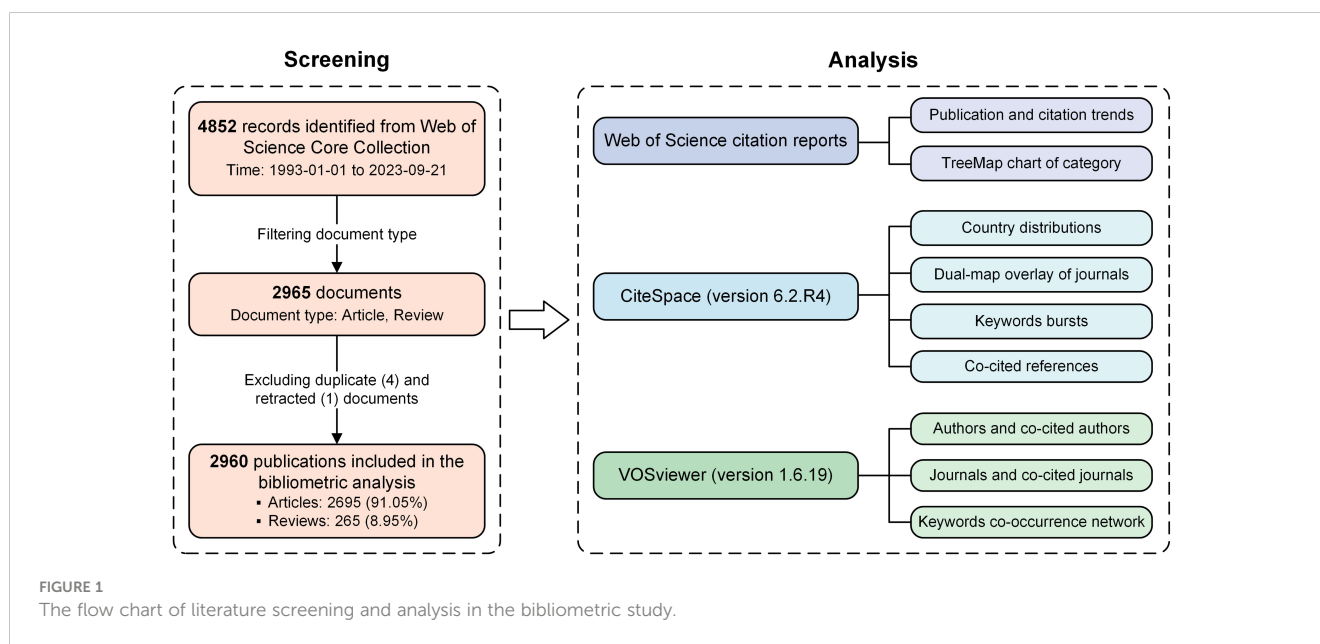 Screening
4852 records identified from Web of
Science Core Collection
Time: 1993-01-01 to 2023-09-21
Filtering document type
2965 documents
Document type: Article, Review
Excluding duplicate (4) and
retracted (1) documents
2960 publications included in the
bibliometric analysis
▪ Articles: 2695 (91.05%)
▪ Reviews: 265 (8.95%)
Analysis
Web of Science citation reports
Publication and citation trends
TreeMap chart of category
CiteSpace (version 6.2.R4)
Country distributions
Dual-map overlay of journals
Keywords bursts
Co-cited references
VOSviewer (version 1.6.19)
Authors and co-cited authors
Journals and co-cited journals
Keywords co-occurrence network
FIGURE 1
The flow chart of literature screening and analysis in the bibliometric study.